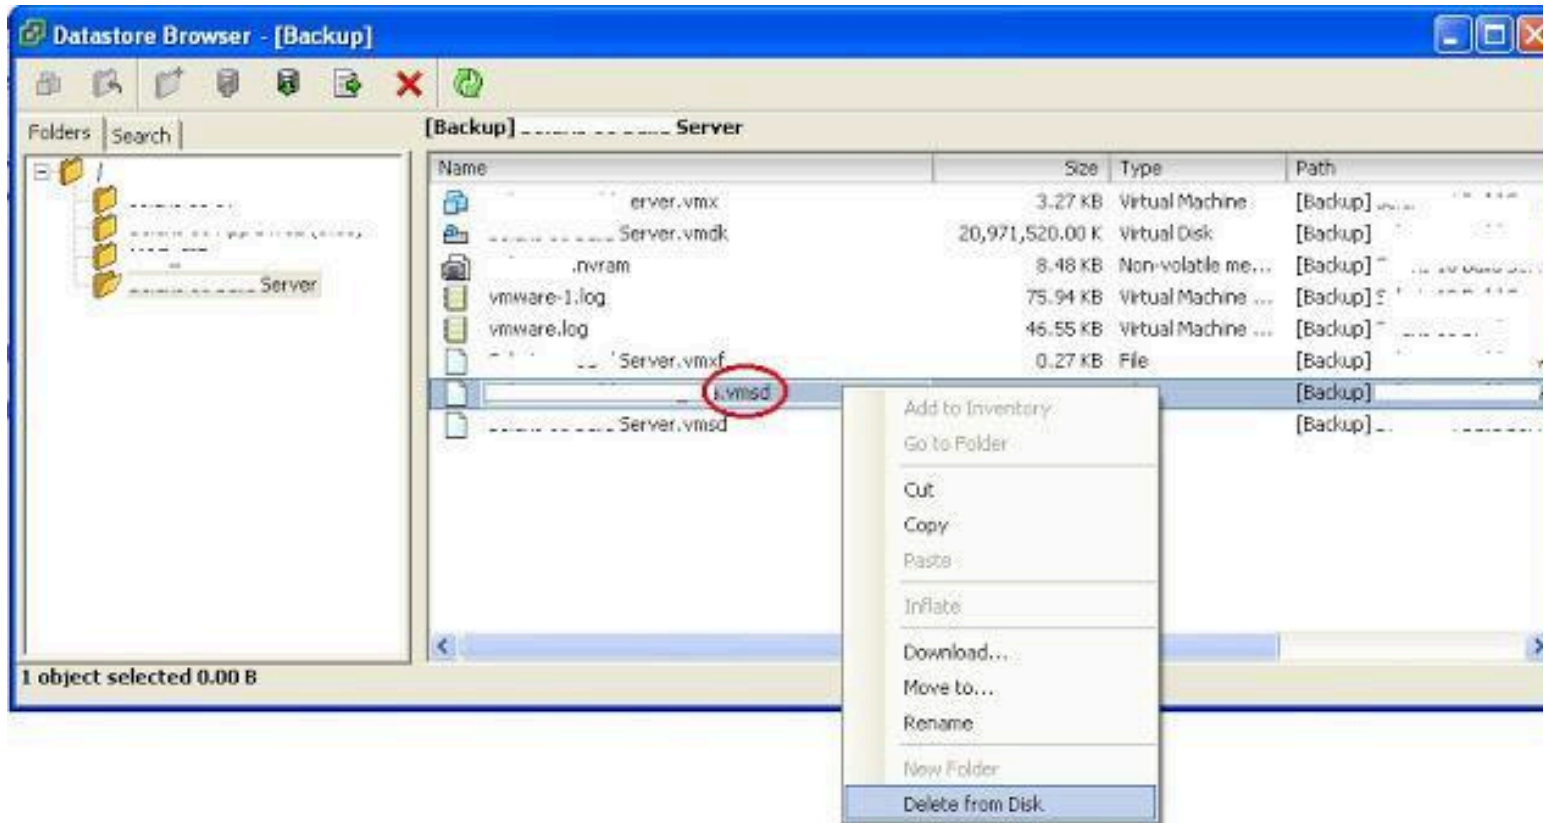 Datastore Browser - [Backup]
Folders Search
[Backup] Server
Name Size Type Path
/
erver.vmx 3.27 KB Virtual Machine [Backup]
Server.vmdk 20,971,520.00 K Virtual Disk [Backup]
.nvram 8.48 KB Non-volatile me... [Backup]
Server
vmware-1.log 75.94 KB Virtual Machine ... [Backup]
vmware.log 46.55 KB Virtual Machine ... [Backup]
Server.vmxf 0.27 KB File [Backup]
s.vmsd [Backup]
Server.vmsd [Backup]
Add to Inventory
Go to Folder
Cut
Copy
Paste
Inflate
Download...
Move to...
Rename
New Folder
Delete from Disk
1 object selected 0.00 B